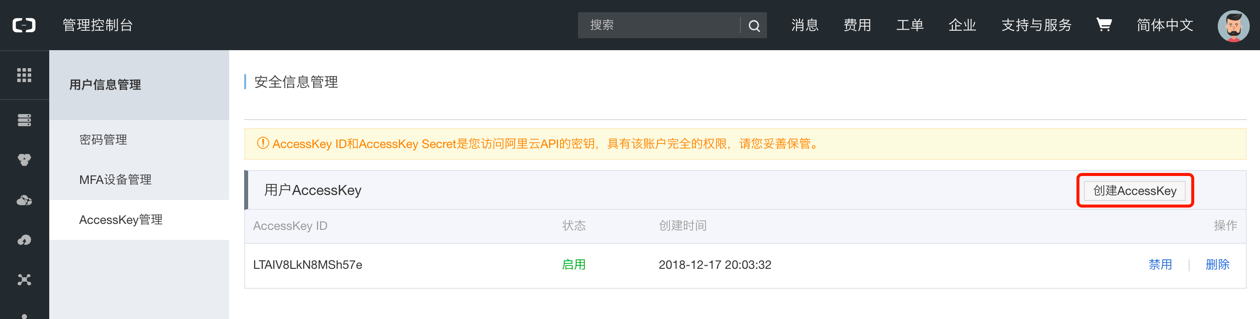 管理控制台
搜索
消息 费用 工单 企业 支持与服务 简体中文
用户信息管理
密码管理
MFA设备管理
AccessKey管理
安全信息管理
AccessKey ID和AccessKey Secret是您访问阿里云API的密钥，具有该账户完全的权限，请您妥善保管。
用户AccessKey
创建AccessKey
AccessKey ID 状态 创建时间 操作
LTAIV8LkN8MSh57e 启用 2018-12-17 20:03:32 禁用 | 删除